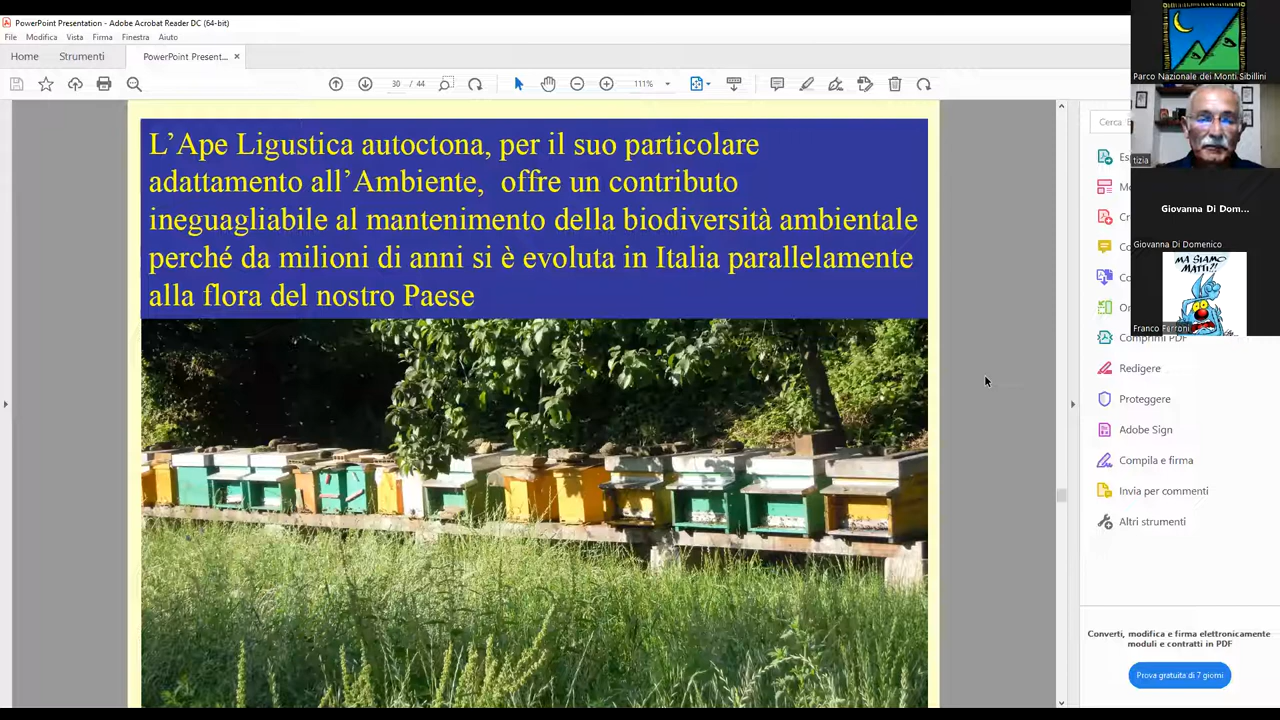 PowerPoint Presentation - Adobe Acrobat Reader DC (64-bit)
File Modifica Vista Firma Finestra Aiuto
Home Strumenti PowerPoint Present... ×
30 / 44 111%
L'Ape Ligustica autoctona, per il suo particolare
adattamento all'Ambiente, offre un contributo
ineguagliabile al mantenimento della biodiversità ambientale
perché da milioni di anni si è evoluta in Italia parallelamente
alla flora del nostro Paese
Parco Nazionale dei Monti Sibillini
tizia
Giovanna Di Dom...
Giovanna Di Domenico
MA SIAMO
MATTI?!
Franco Ferroni
Cerca
Comprimi PDF
Redigere
Proteggere
Adobe Sign
Compila e firma
Invia per commenti
Altri strumenti
Converti, modifica e firma elettronicamente
moduli e contratti in PDF
Prova gratuita di 7 giorni